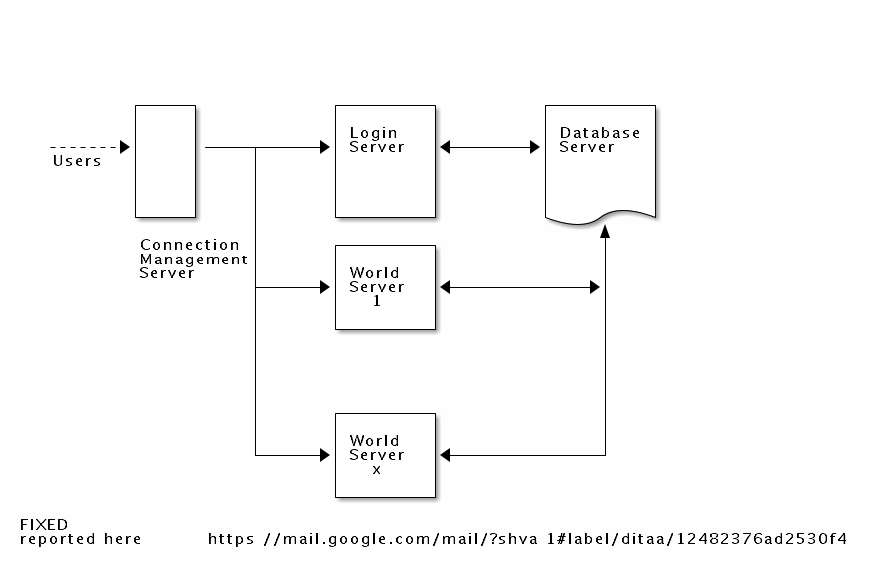 Login
Server
Database
Server
Users
Connection
Management
Server
World
Server
1
World
Server
x
FIXED
reported here https //mail.google.com/mail/?shva 1#label/ditaa/12482376ad2530f4